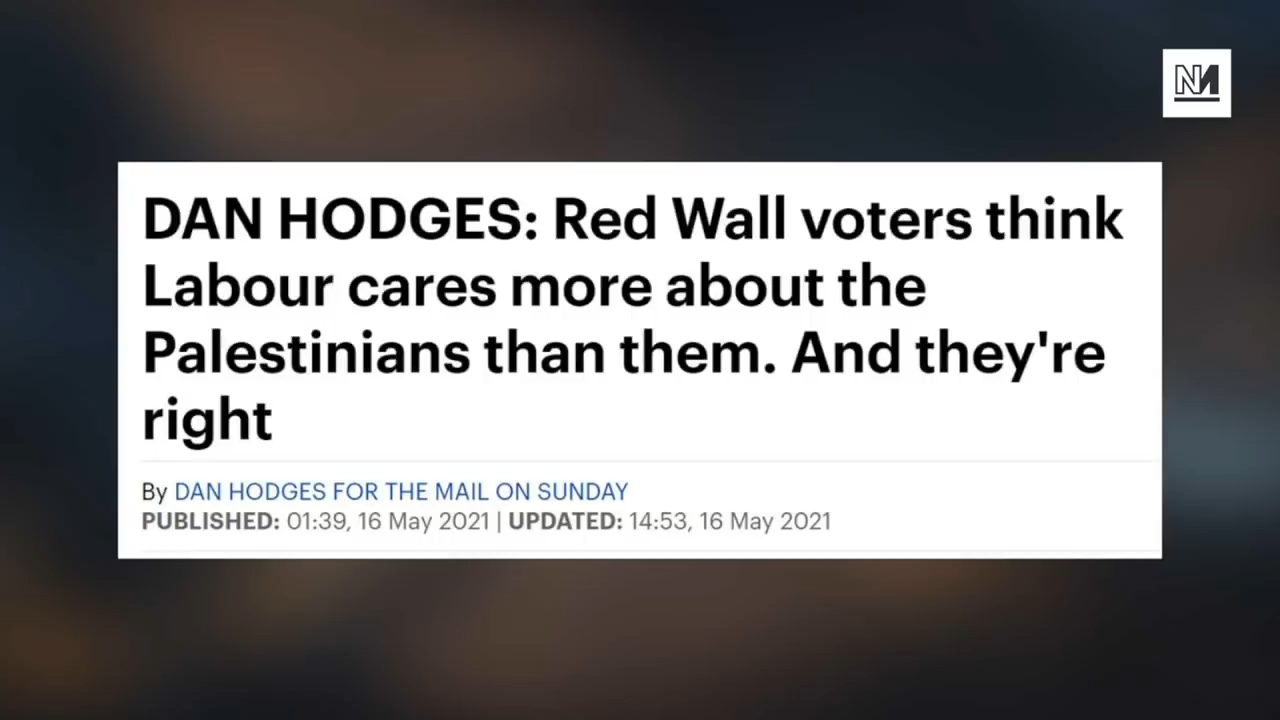 NM
DAN HODGES: Red Wall voters think
Labour cares more about the
Palestinians than them. And they're
right
By DAN HODGES FOR THE MAIL ON SUNDAY
PUBLISHED: 01:39, 16 May 2021 | UPDATED: 14:53, 16 May 2021